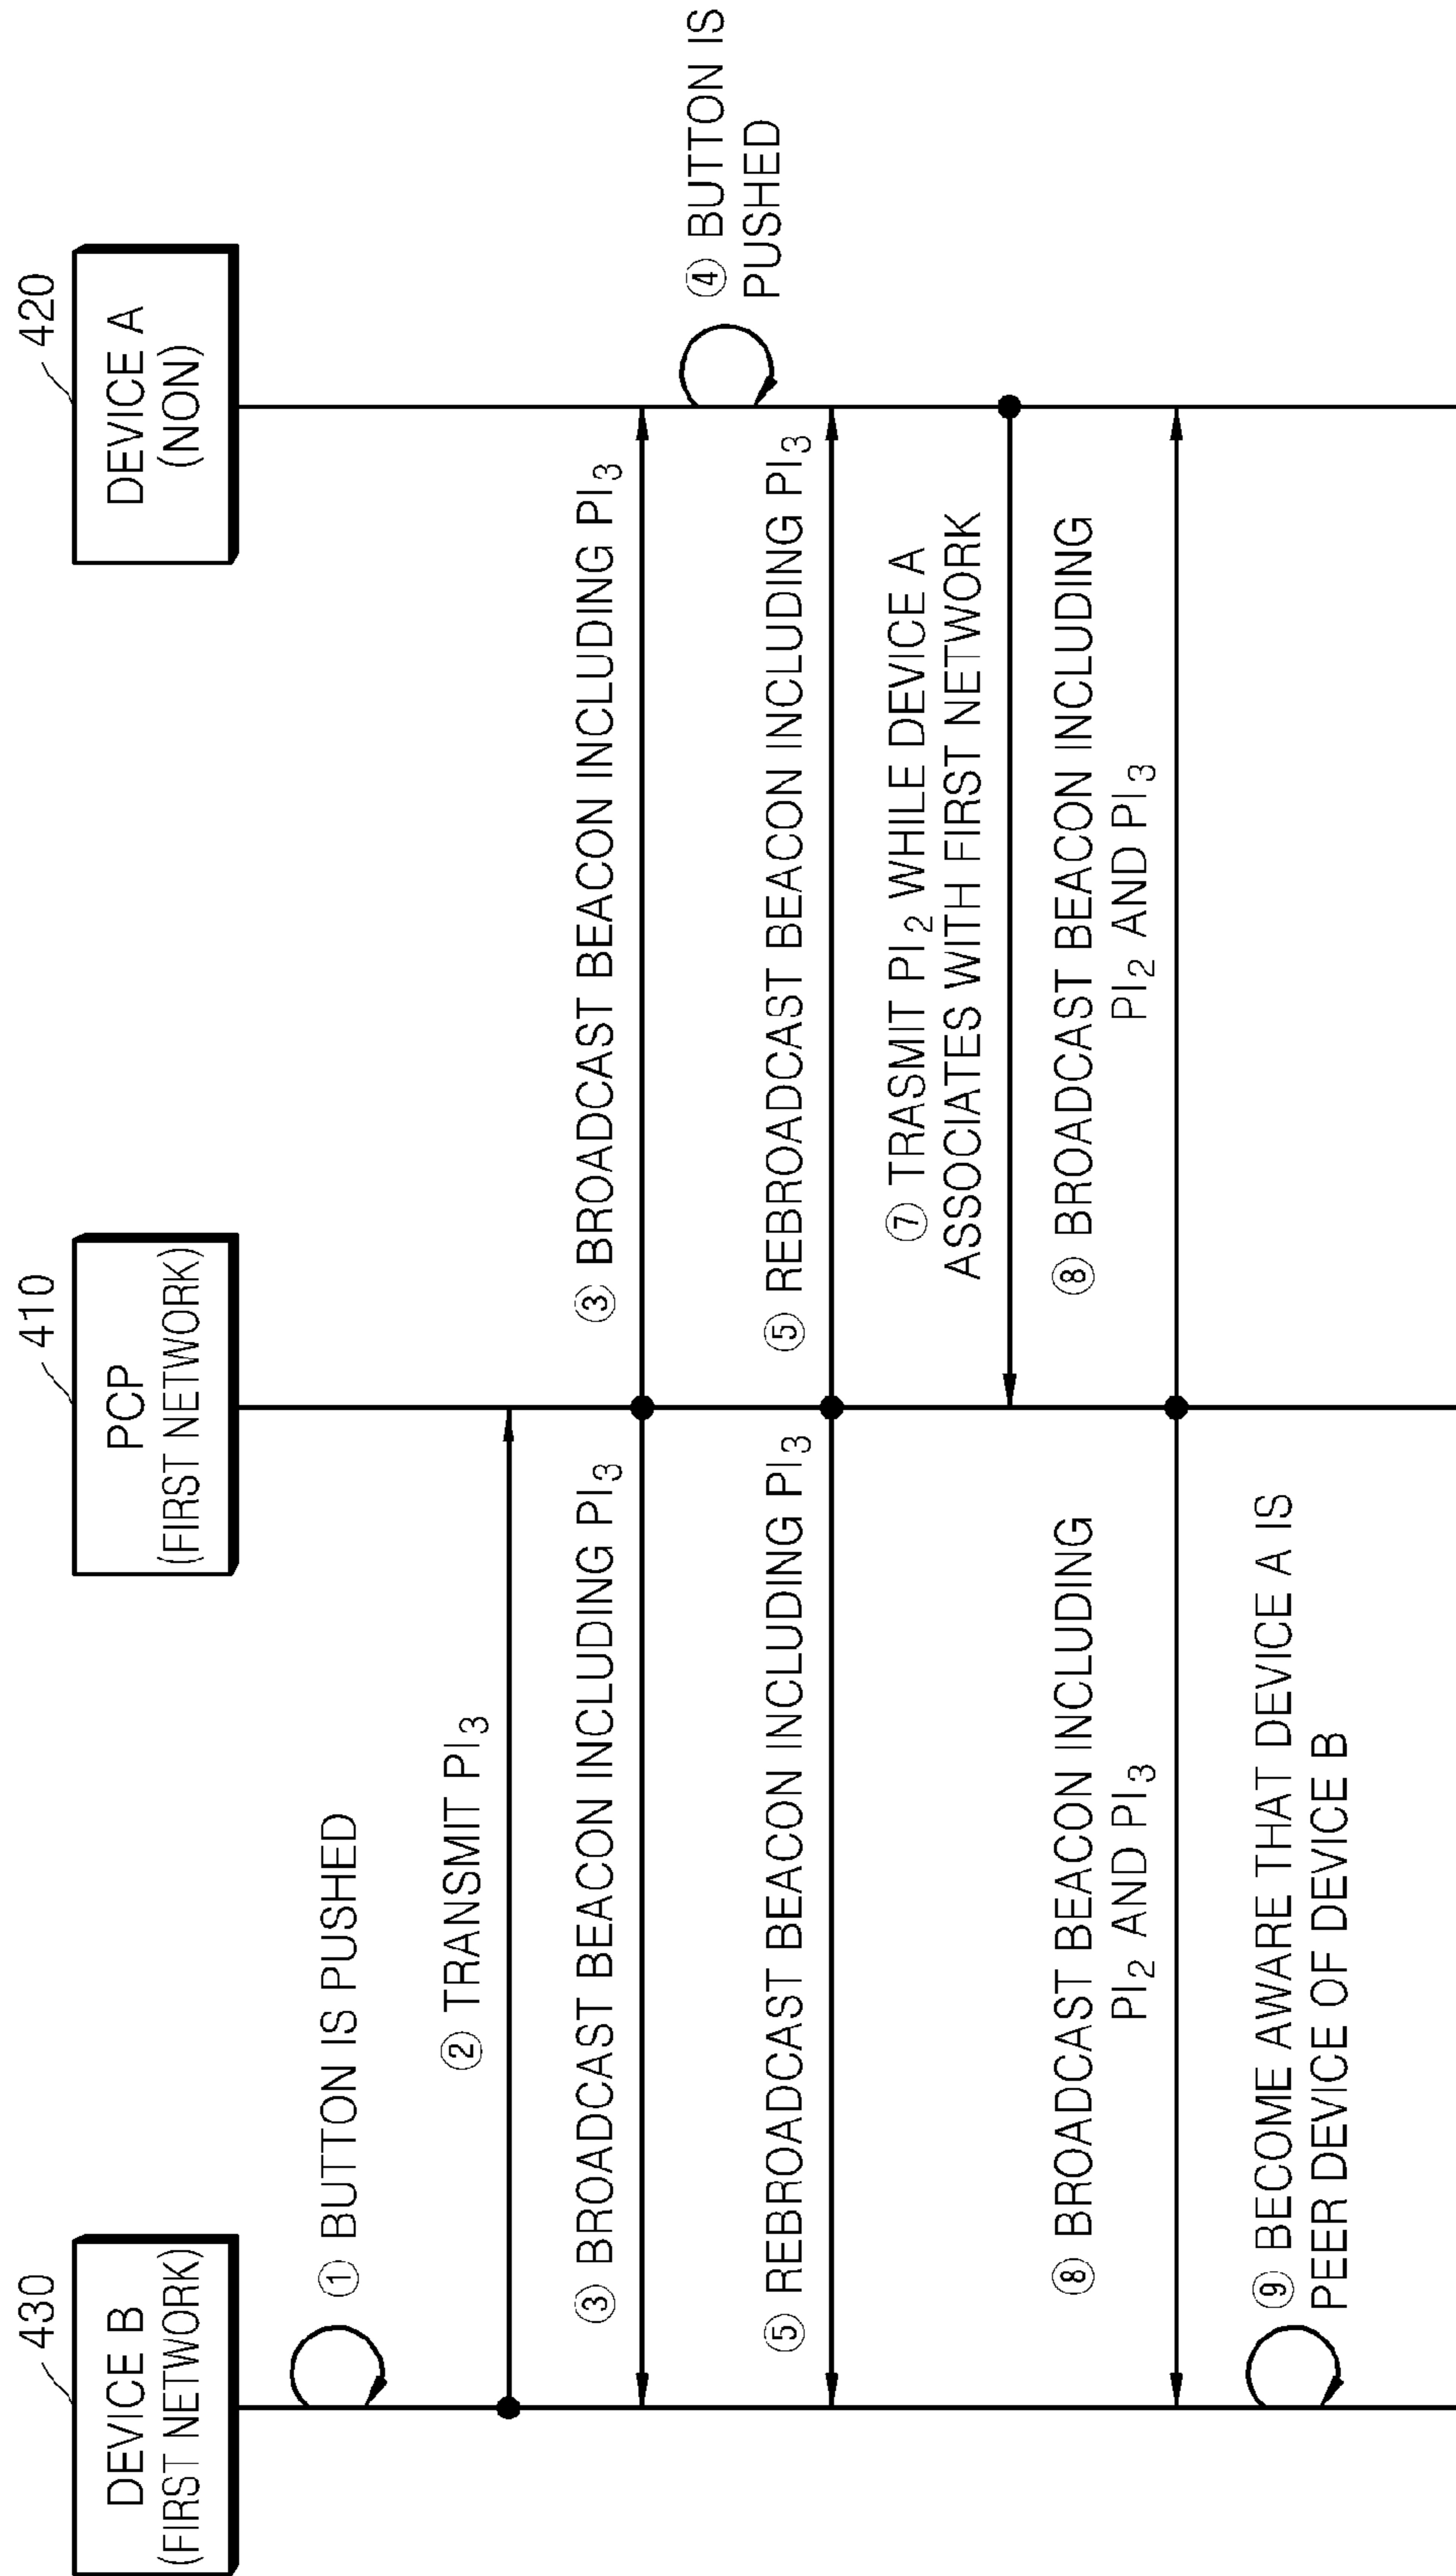 430
DEVICE B
(FIRST NETWORK)
410
PCP
(FIRST NETWORK)
420
DEVICE A
(NON)
① BUTTON IS PUSHED
② TRANSMIT PI3
③ BROADCAST BEACON INCLUDING PI3
③ BROADCAST BEACON INCLUDING PI3
④ BUTTON IS
PUSHED
⑤ REBROADCAST BEACON INCLUDING PI3
⑤ REBROADCAST BEACON INCLUDING PI3
⑦ TRASMIT PI2 WHILE DEVICE A
ASSOCIATES WITH FIRST NETWORK
⑧ BROADCAST BEACON INCLUDING
PI2 AND PI3
⑧ BROADCAST BEACON INCLUDING
PI2 AND PI3
⑨ BECOME AWARE THAT DEVICE A IS
PEER DEVICE OF DEVICE B